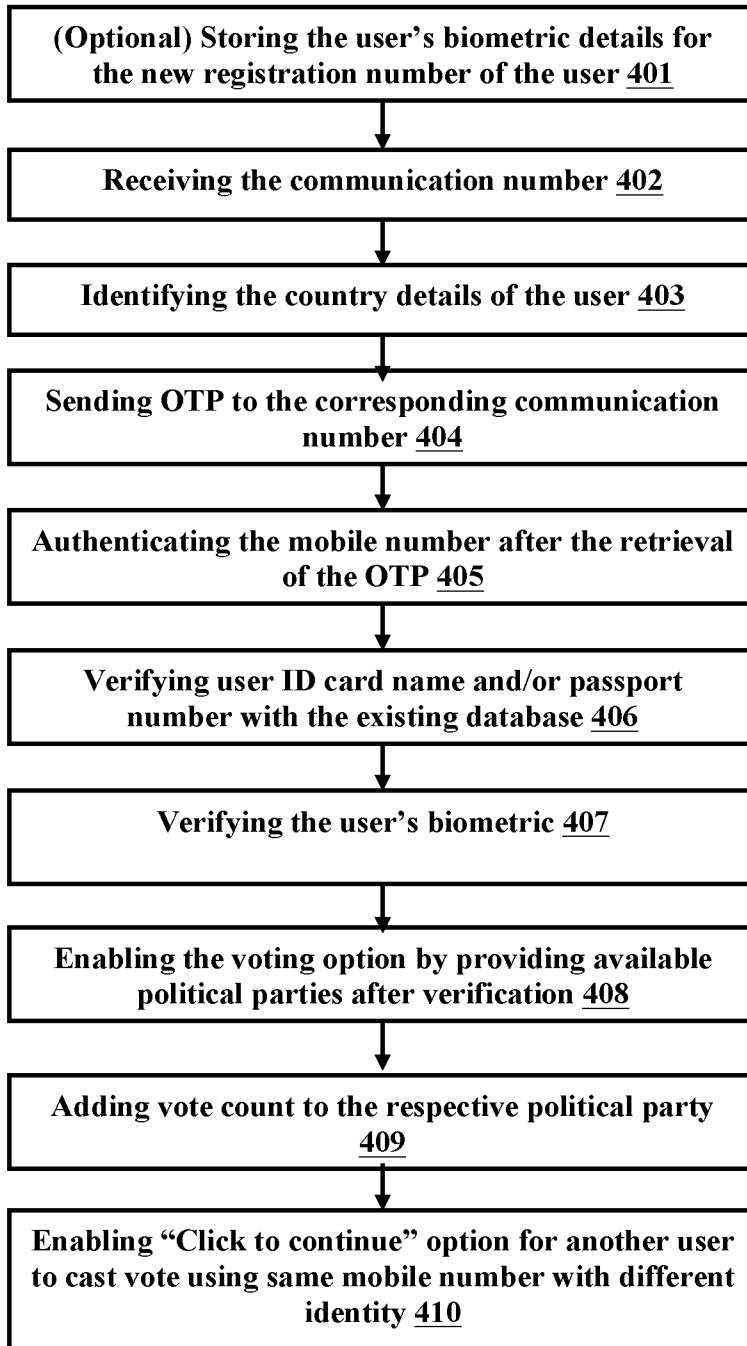 (Optional) Storing the user’s biometric details for
the new registration number of the user 401
Receiving the communication number 402
Identifying the country details of the user 403
Sending OTP to the corresponding communication
number 404
Authenticating the mobile number after the retrieval
of the OTP 405
Verifying user ID card name and/or passport
number with the existing database 406
Verifying the user’s biometric 407
Enabling the voting option by providing available
political parties after verification 408
Adding vote count to the respective political party
409
Enabling “Click to continue” option for another user
to cast vote using same mobile number with different
identity 410